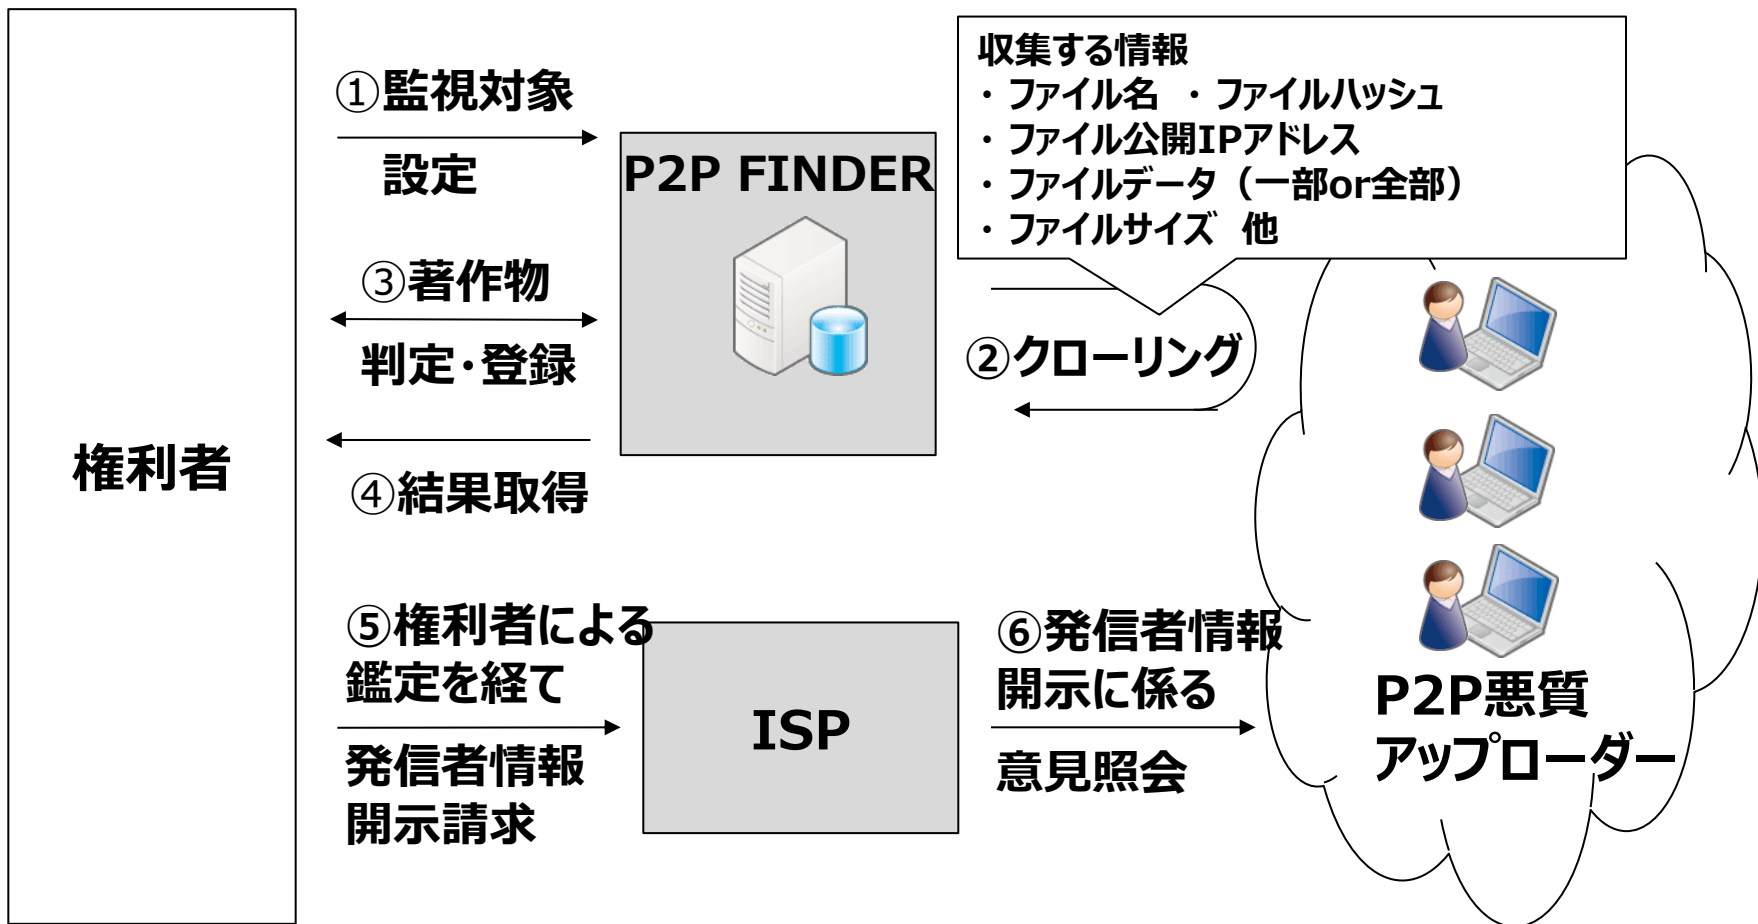 権利者
①監視対象
設定
P2P FINDER
③著作物
判定・登録
④結果取得
収集する情報
・ファイル名 ・ファイルハッシュ
・ファイル公開IPアドレス
・ファイルデータ（一部or全部）
・ファイルサイズ 他
②クローリング
⑤権利者による
鑑定を経て
発信者情報
開示請求
ISP
⑥発信者情報
開示に係る
意見照会
P2P悪質
アップローダー